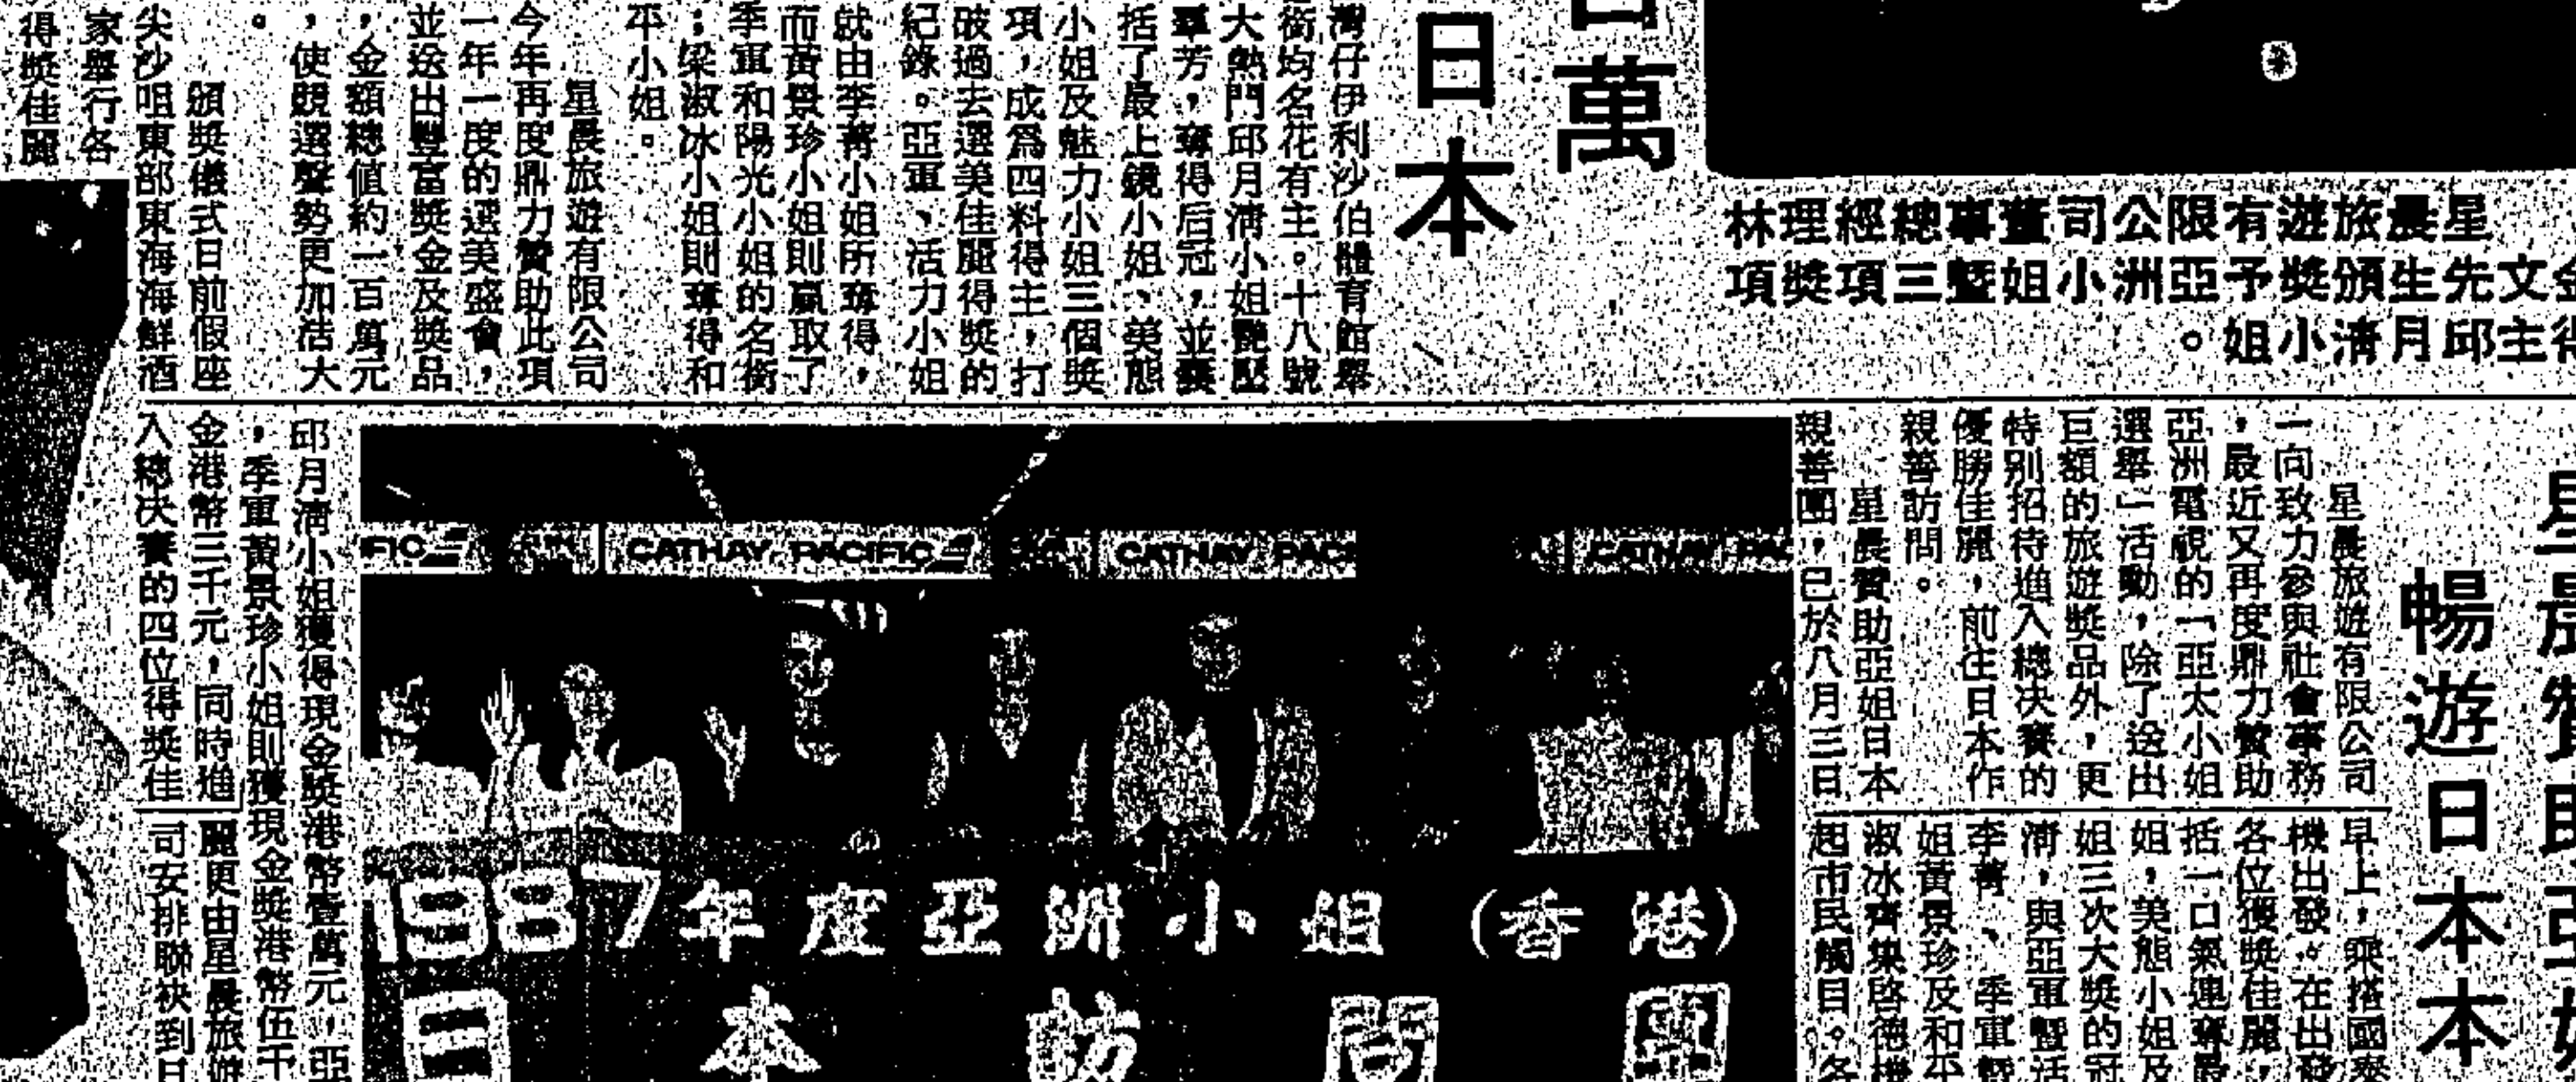 百萬
日本
灣仔伊利沙伯體育館舉
銜均名花有主。十八號
大熱門邱月清小姐艷壓
羣芳，奪得后冠，並囊
括了最上鏡小姐、美態
小姐及魅力小姐三個獎
項，成爲四料得主，打
破過去選美佳麗得獎的
紀錄。亞軍、活力小姐
就由李菁小姐所奪得，
而黃景珍小姐則贏取了
季軍和陽光小姐的名銜
；梁淑冰小姐則奪得和
平小姐。
星晨旅遊有限公司
今年再度鼎力贊助此項
一年一度的選美盛會，
並送出豐富獎金及獎品
，金額總值約一百萬元
，使競選聲勢更加浩大
。
頒獎儀式日前假座
尖沙咀東部東海海鮮酒
家舉行各
得獎佳麗
星晨旅遊有限公司董事總經理林
文先生頒獎予亞洲小姐暨三項獎項
得主邱月清小姐。
星晨贊助亞姐
暢遊日本
星晨旅遊有限公司
一向致力參與社會事務
，最近又再度鼎力贊助
亞洲電視的「亞太小姐
選舉」活動，除了送出
巨額的旅遊獎品外，更
特別招待進入總決賽的
優勝佳麗，前往日本作
親善訪問。
星晨贊助亞姐日本
親善團，已於八月三日
早上，乘搭國泰
機出發。在出發
各位獲獎佳麗，
括一口氣連奪最
姐，美態小姐及
姐三次大獎的冠
清，與亞軍暨活
李菁、季軍暨
姐黃景珍及和平
淑冰齊集啓德機
起市民觸目。各
CATHAY PACIFIC
CATHAY PAC
CATHAY PAC
1987年度亞洲小姐（香港）
日本訪問團
邱月清小姐獲得現金獎港幣壹萬元，亞
，季軍黃景珍小姐則獲現金獎港幣伍千
金港幣三千元，同時進
入總決賽的四位得獎佳
麗更由星晨旅遊
司安排聯袂到日